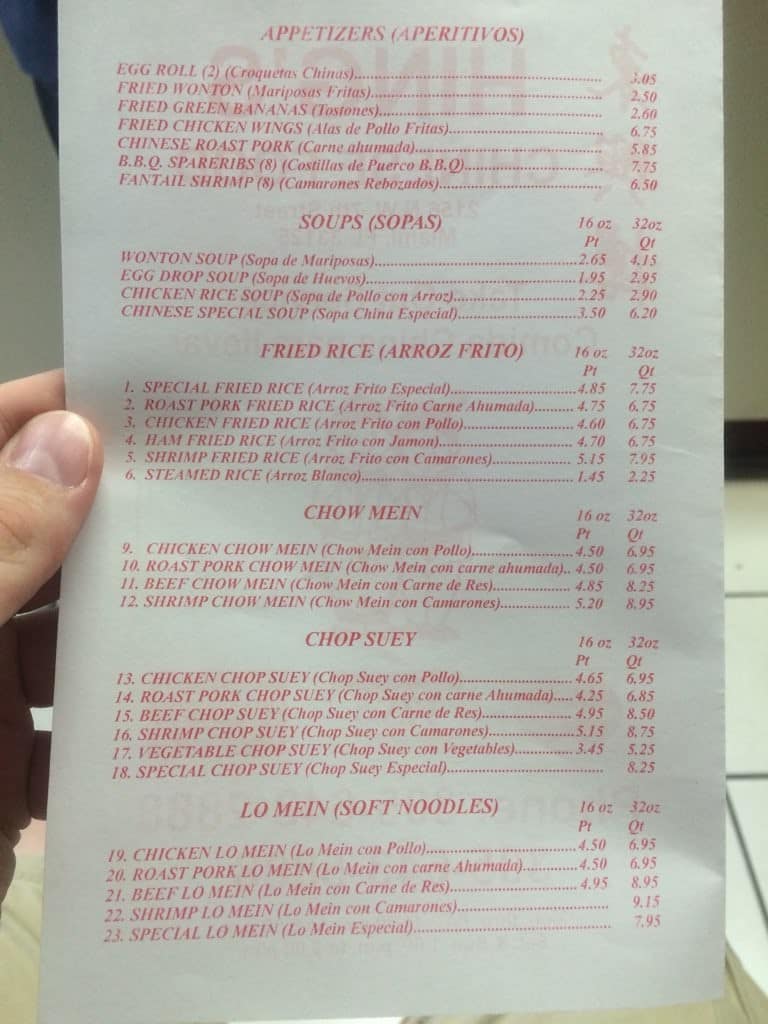 APPETIZERS (APERITIVOS)
EGG ROLL (2) (Croquetas Chinas) 3.05
FRIED WONTON (Mariposas Fritas) 2.50
FRIED GREEN BANANAS (Tostones) 2.60
FRIED CHICKEN WINGS (Alas de Pollo Fritas) 6.75
CHINESE ROAST PORK (Carne ahumada) 5.85
B.B.Q. SPARERIBS (8) (Costillas de Puerco B.B.Q) 7.75
FANTAIL SHRIMP (8) (Camarones Rebozados) 6.50
SOUPS (SOPAS) 16 oz 32oz
Pt Qt
WONTON SOUP (Sopa de Mariposas) 2.65 4.15
EGG DROP SOUP (Sopa de Huevos) 1.95 2.95
CHICKEN RICE SOUP (Sopa de Pollo con Arroz) 2.25 2.90
CHINESE SPECIAL SOUP (Sopa China Especial) 3.50 6.20
FRIED RICE (ARROZ FRITO) 16 oz 32oz
Pt Qt
1. SPECIAL FRIED RICE (Arroz Frito Especial) 4.85 7.75
2. ROAST PORK FRIED RICE (Arroz Frito Carne Ahumada) 4.75 6.75
3. CHICKEN FRIED RICE (Arroz Frito con Pollo) 4.60 6.75
4. HAM FRIED RICE (Arroz Frito con Jamon) 4.70 6.75
5. SHRIMP FRIED RICE (Arroz Frito con Camarones) 5.15 7.95
6. STEAMED RICE (Arroz Blanco) 1.45 2.25
CHOW MEIN 16 oz 32oz
Pt Qt
9. CHICKEN CHOW MEIN (Chow Mein con Pollo) 4.50 6.95
10. ROAST PORK CHOW MEIN (Chow Mein con carne ahumada) 4.50 6.95
11. BEEF CHOW MEIN (Chow Mein con Carne de Res) 4.85 8.25
12. SHRIMP CHOW MEIN (Chow Mein con Camarones) 5.20 8.95
CHOP SUEY 16 oz 32oz
Pt Qt
13. CHICKEN CHOP SUEY (Chop Suey con Pollo) 4.65 6.95
14. ROAST PORK CHOP SUEY (Chop Suey con carne Ahumada) 4.25 6.85
15. BEEF CHOP SUEY (Chop Suey con Carne de Res) 4.95 8.50
16. SHRIMP CHOP SUEY (Chop Suey con Camarones) 5.15 8.75
17. VEGETABLE CHOP SUEY (Chop Suey con Vegetables) 3.45 5.25
18. SPECIAL CHOP SUEY (Chop Suey Especial) 8.25
LO MEIN (SOFT NOODLES) 16 oz 32oz
Pt Qt
19. CHICKEN LO MEIN (Lo Mein con Pollo) 4.50 6.95
20. ROAST PORK LO MEIN (Lo Mein con carne Ahumada) 4.50 6.95
21. BEEF LO MEIN (Lo Mein con Carne de Res) 4.95 8.95
22. SHRIMP LO MEIN (Lo Mein con Camarones) 9.15
23. SPECIAL LO MEIN (Lo Mein Especial) 7.95